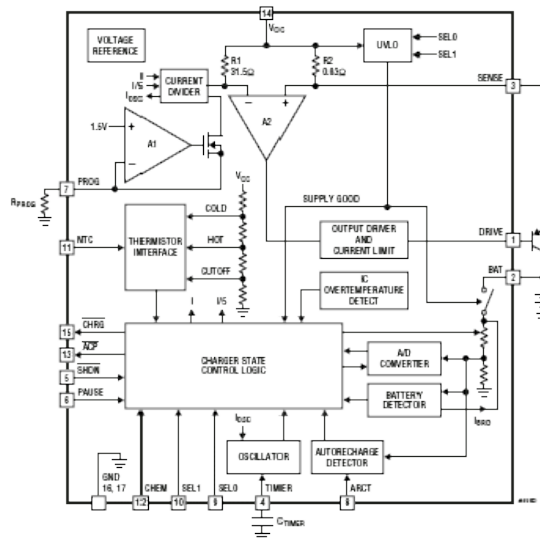 14
VCC
VOLTAGE
REFERENCE
UVLO
SEL0
SEL1
R1
31.5Ω
R2
0.63Ω
SENSE
3
I/5
IOSC
CURRENT
DIVIDER
A2
1.5V
A1
PROG
7
RPROG
VCC
COLD
SUPPLY GOOD
NTC
11
THERMISTOR
INTERFACE
HOT
CUTOFF
OUTPUT DRIVER
AND
CURRENT LIMIT
DRIVE
1
BAT
2
IC
OVERTEMPERATURE
DETECT
I
I/5
CHRG
15
ACP
13
SHDN
5
PAUSE
6
CHARGER STATE
CONTROL LOGIC
A/D
CONVERTER
BATTERY
DETECTOIR
IOSC
OSCILLATOR
AUTORECHARGE
DETECTOR
GND
16, 17
CHEM
SEL1
10
SEL0
9
TIMER
4
ARCT
8
CTIMER